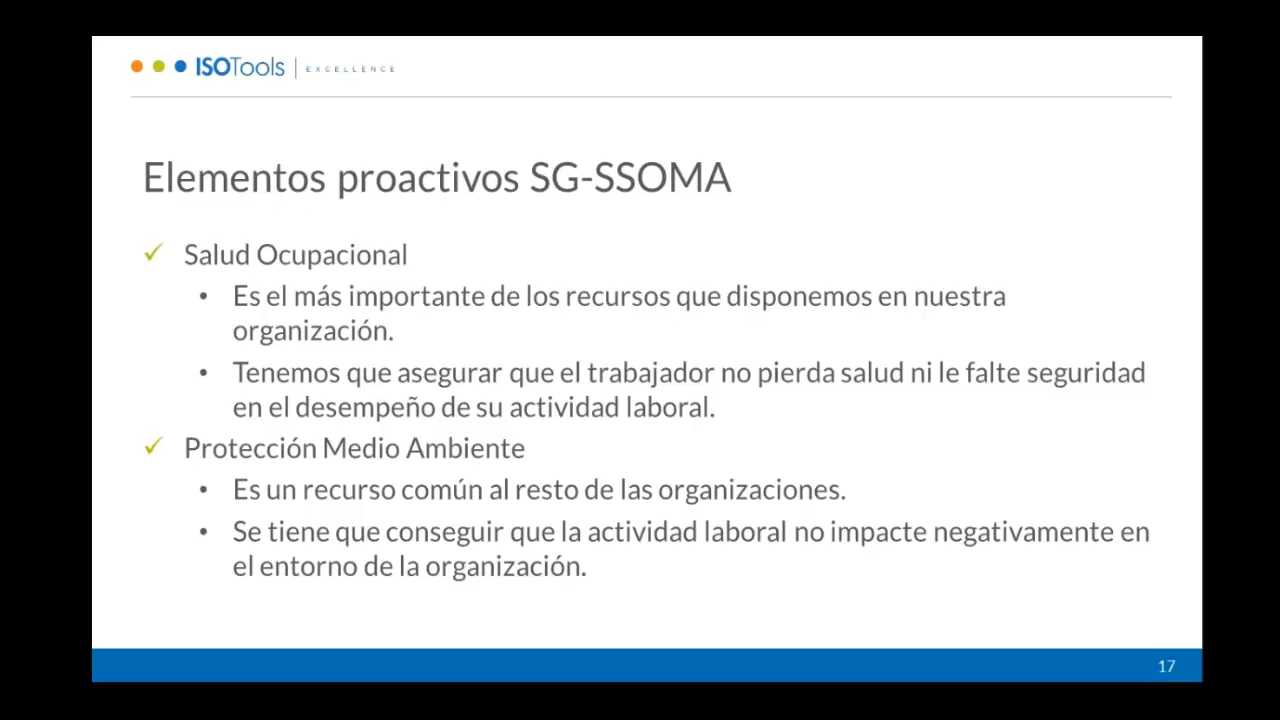 ISOTools | EXCELLENCE
Elementos proactivos SG-SSOMA
✓ Salud Ocupacional
• Es el más importante de los recursos que disponemos en nuestra
organización.
• Tenemos que asegurar que el trabajador no pierda salud ni le falte seguridad
en el desempeño de su actividad laboral.
✓ Protección Medio Ambiente
• Es un recurso común al resto de las organizaciones.
• Se tiene que conseguir que la actividad laboral no impacte negativamente en
el entorno de la organización.
17